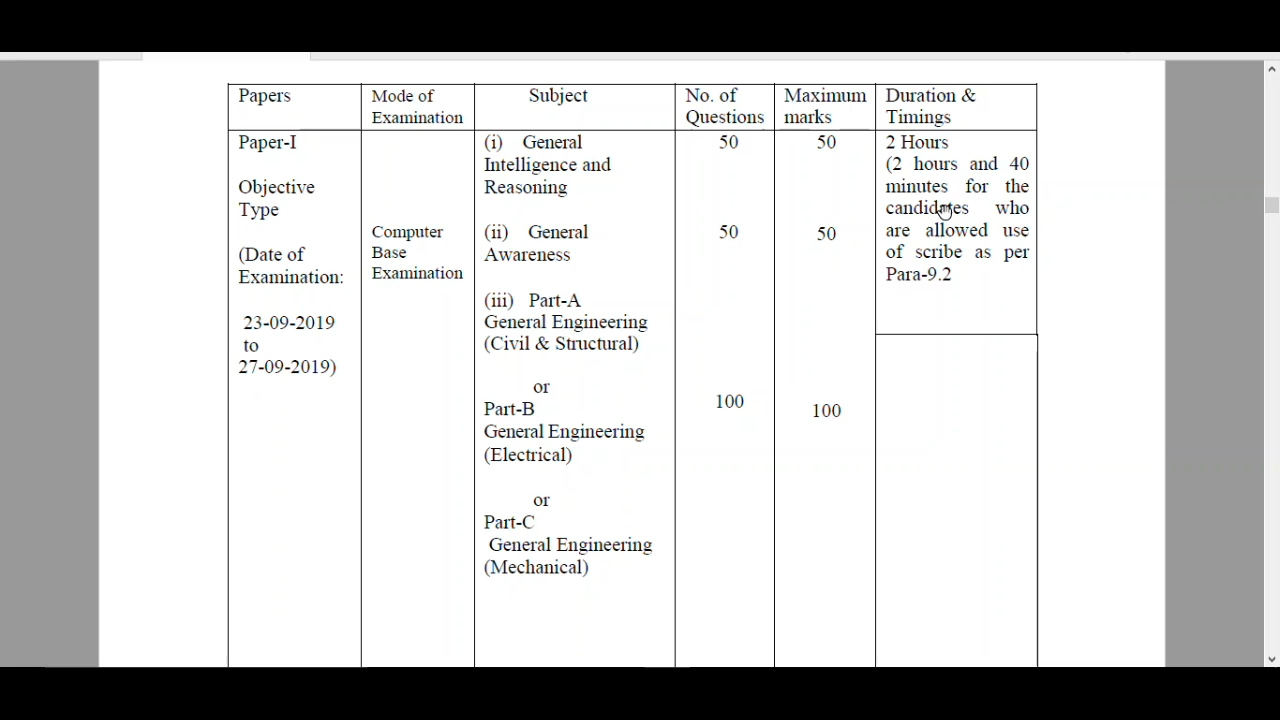 Papers
Mode of
Examination
Subject
No. of
Questions
Maximum
marks
Duration &
Timings
Paper-I
Objective
Type
(Date of
Examination:
23-09-2019
to
27-09-2019)
Computer
Base
Examination
(i) General
Intelligence and
Reasoning
(ii) General
Awareness
(iii) Part-A
General Engineering
(Civil & Structural)
or
Part-B
General Engineering
(Electrical)
or
Part-C
General Engineering
(Mechanical)
50
50
100
50
50
100
2 Hours
(2 hours and 40
minutes for the
candidates who
are allowed use
of scribe as per
Para-9.2